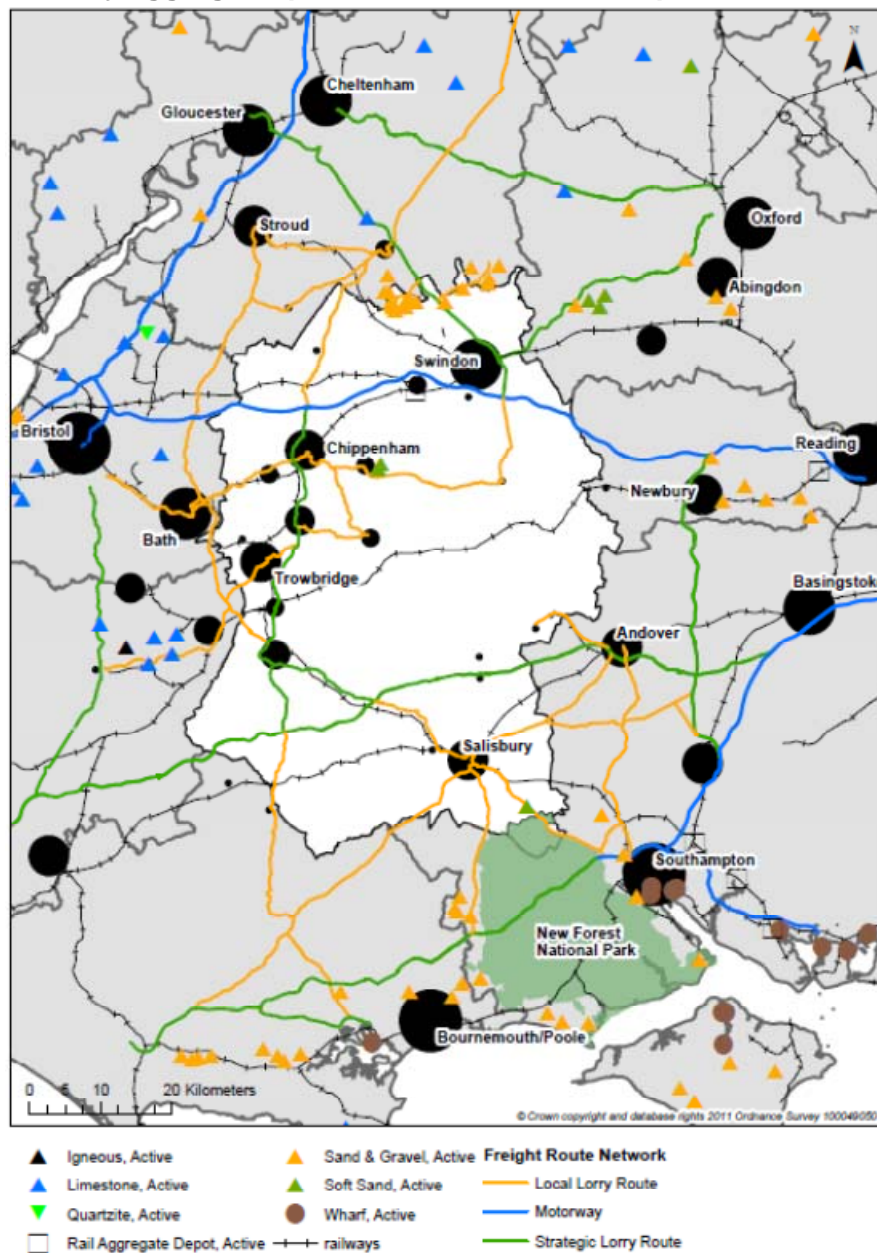 N
Cheltenham
Gloucester
Stroud
Oxford
Abingdon
Swindon
Bristol
Chippenham
Reading
Newbury
Bath
Trowbridge
Basingstok
Andover
Salisbury
Southampton
New Forest
National Park
Bournemouth/Poole
0 5 10 20 Kilometers
© Crown copyright and database rights 2011 Ordnance Survey 100049050
Igneous, Active
Limestone, Active
Quartzite, Active
Rail Aggregate Depot, Active
Sand & Gravel, Active
Soft Sand, Active
Wharf, Active
railways
Freight Route Network
Local Lorry Route
Motorway
Strategic Lorry Route